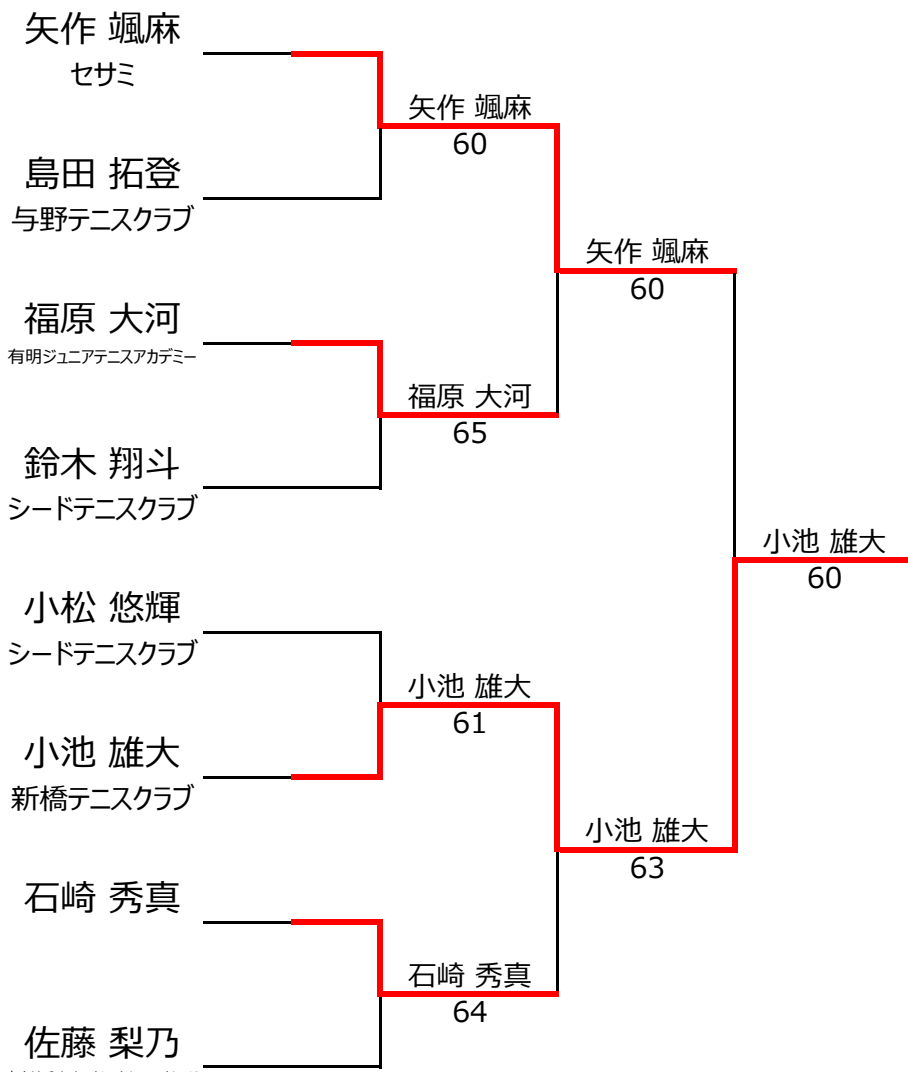 矢作 颯麻
セサミ
矢作 颯麻
60
島田 拓登
与野テニスクラブ
矢作 颯麻
60
福原 大河
有明ジュニアテニスアカデミー
福原 大河
65
鈴木 翔斗
シードテニスクラブ
小池 雄大
60
小松 悠輝
シードテニスクラブ
小池 雄大
61
小池 雄大
新橋テニスクラブ
小池 雄大
63
石崎 秀真
石崎 秀真
64
佐藤 梨乃